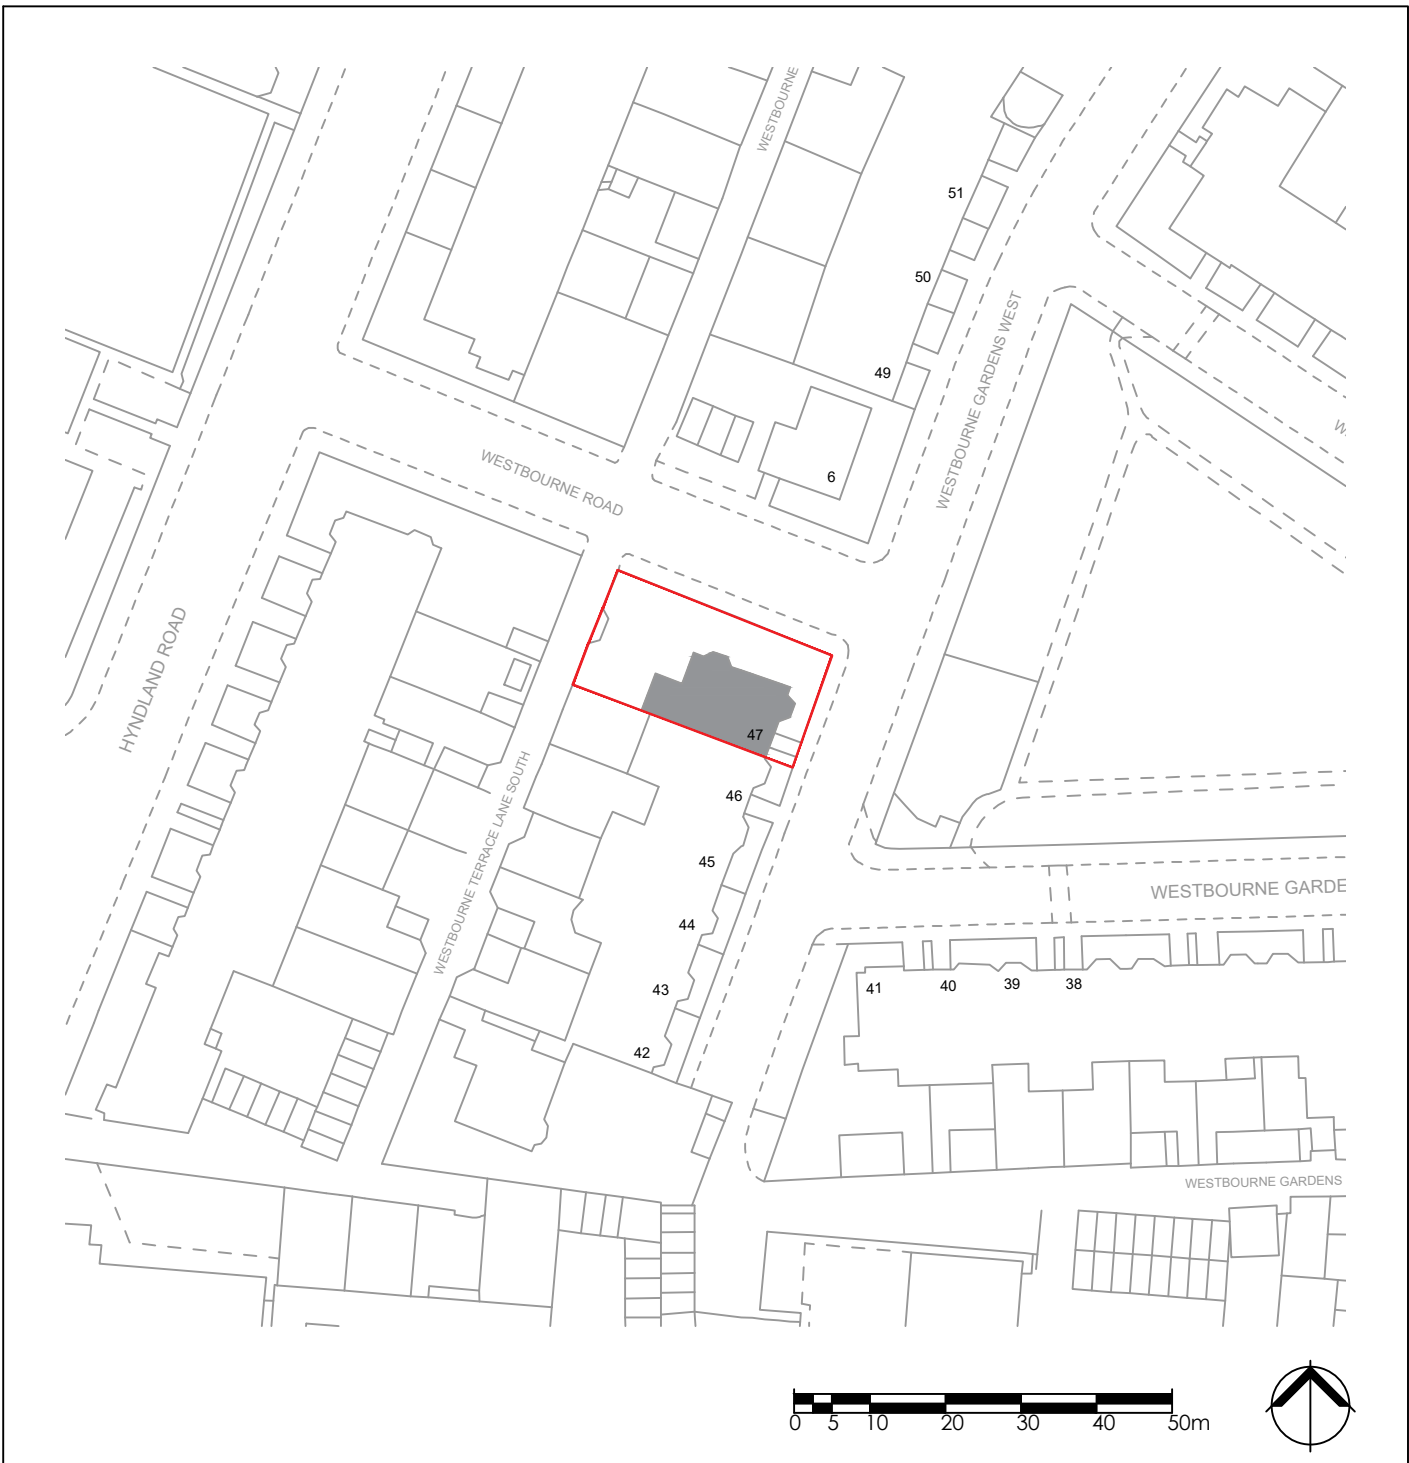 WESTBOURNE
51
50
WESTBOURNE GARDENS WEST
49
W
WESTBOURNE ROAD
6
HYNDLAND ROAD
47
WESTBOURNE TERRACE LANE SOUTH
46
45
WESTBOURNE GARDE
44
43
41
40
39
38
42
WESTBOURNE GARDENS
0 5 10 20 30 40 50m